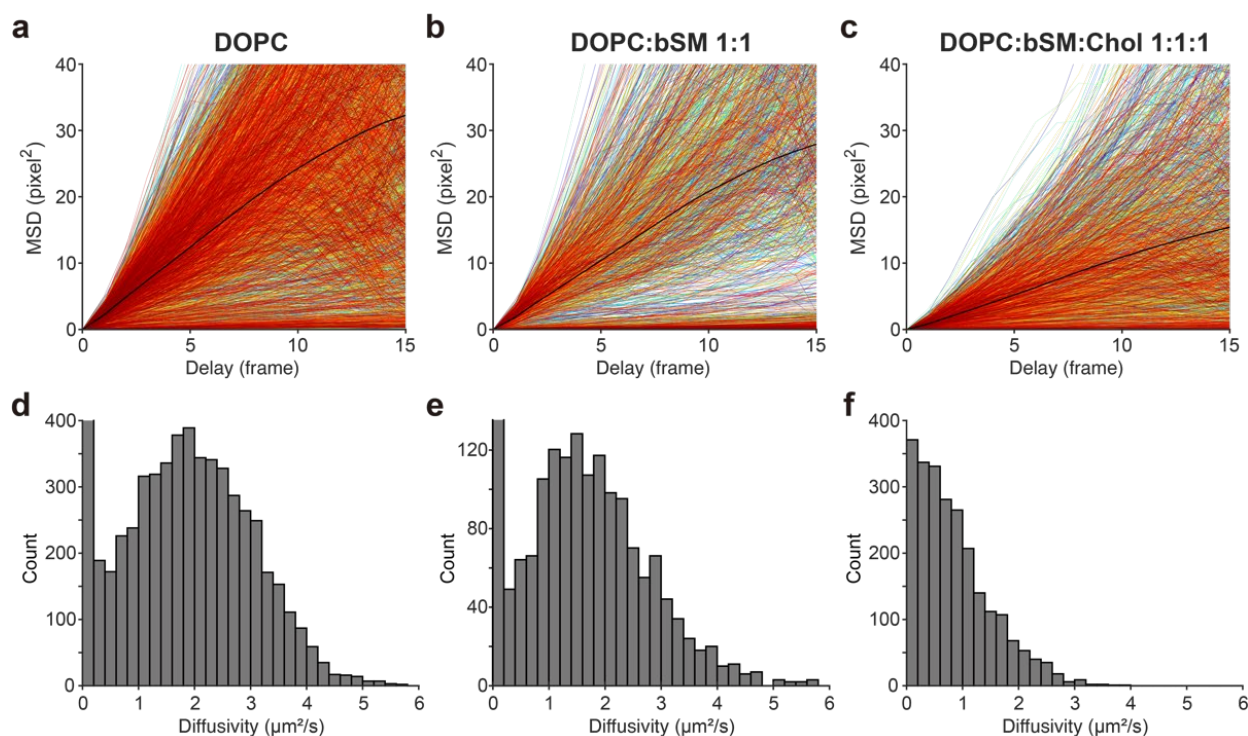 a
DOPC
b
DOPC:bSM 1:1
c
DOPC:bSM:Chol 1:1:1
MSD (pixel²)
40
30
20
10
0
0 5 10 15
Delay (frame)
MSD (pixel²)
40
30
20
10
0
0 5 10 15
Delay (frame)
MSD (pixel²)
40
30
20
10
0
0 5 10 15
Delay (frame)
d
Count
400
300
200
100
0
0 1 2 3 4 5 6
Diffusivity (µm²/s)
e
Count
120
80
40
0
0 1 2 3 4 5 6
Diffusivity (µm²/s)
f
Count
400
300
200
100
0
0 1 2 3 4 5 6
Diffusivity (µm²/s)